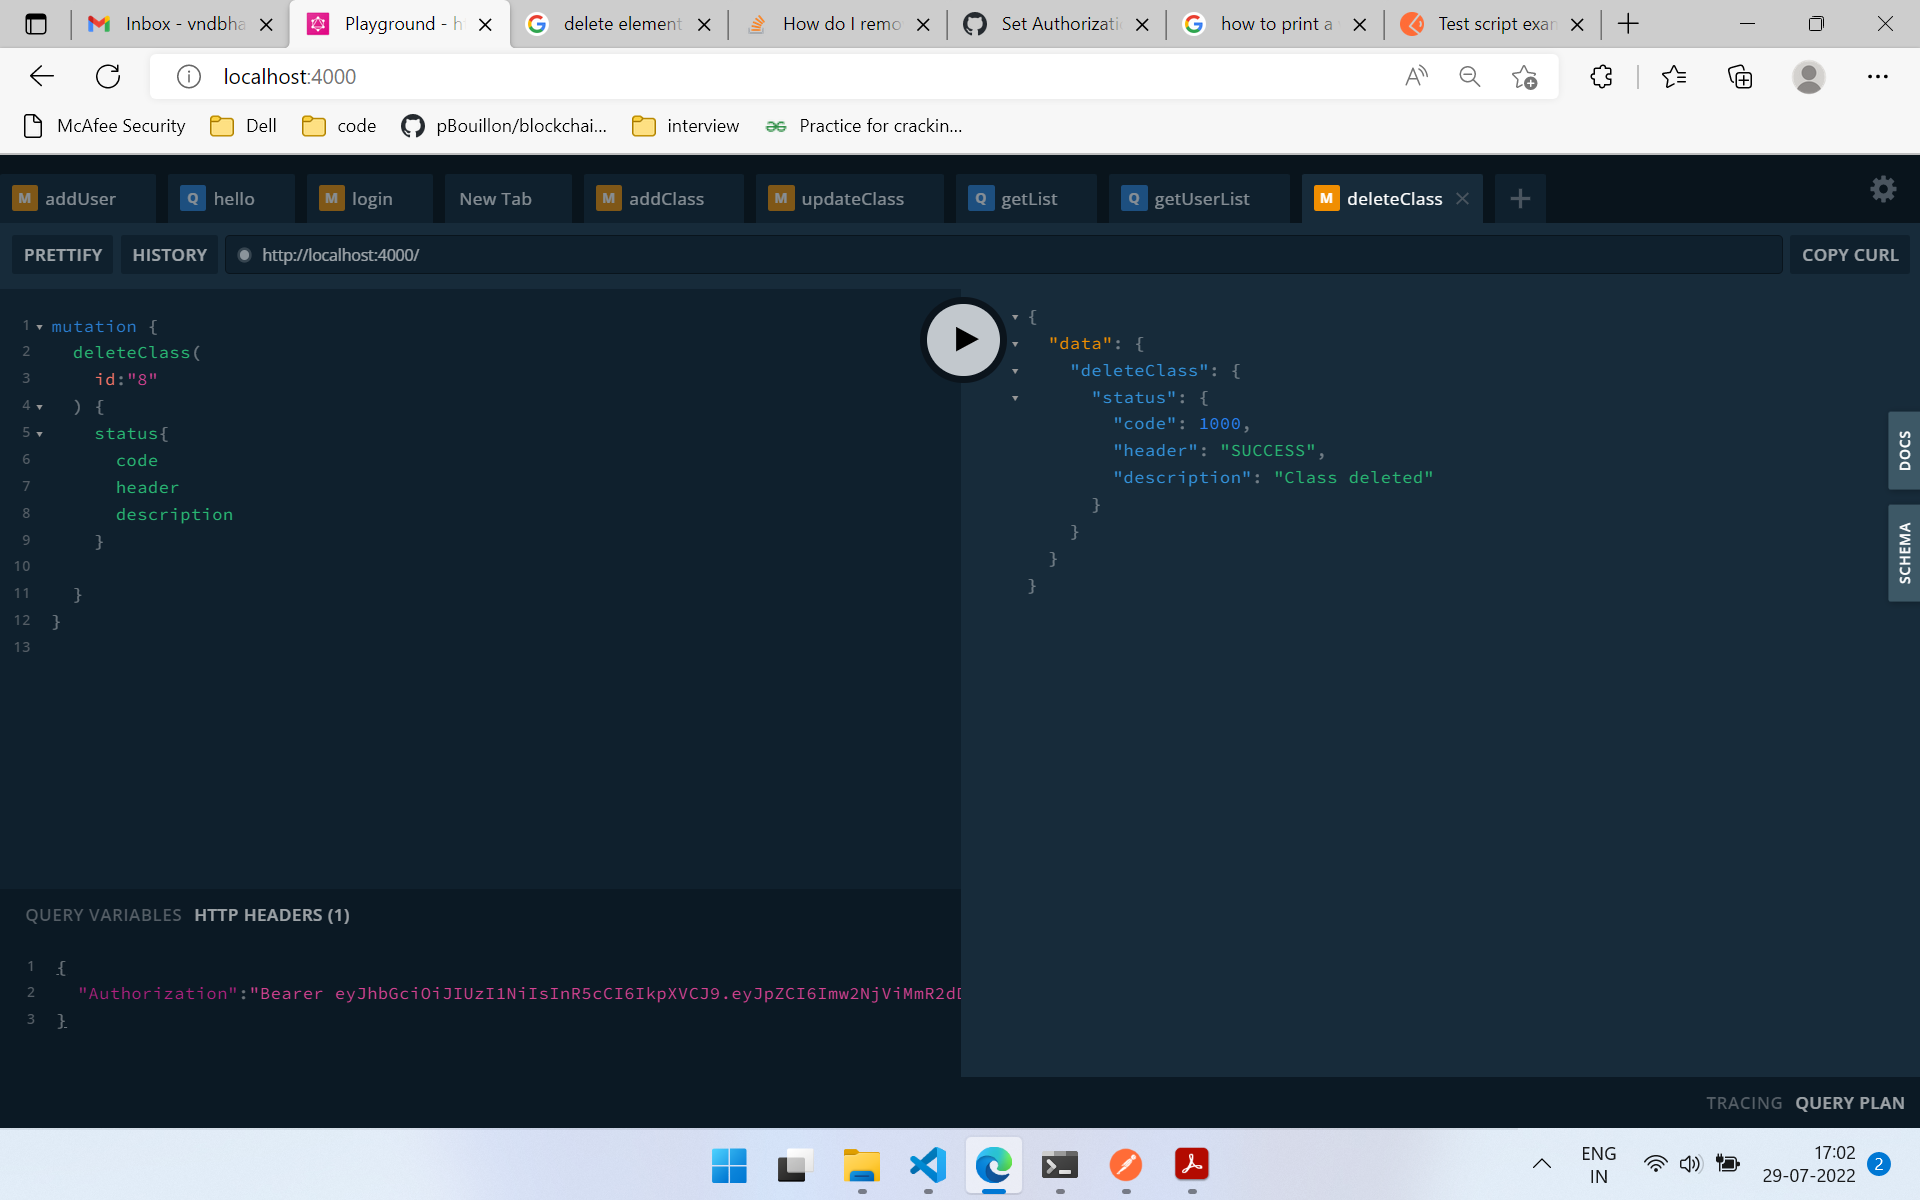 Inbox - vndbha
Playground - h
delete element
How do I remo
Set Authorizati
how to print a
Test script exan
localhost:4000
McAfee Security
Dell
code
pBouillon/blockchai...
interview
Practice for crackin...
M addUser
Q hello
M login
New Tab
M addClass
M updateClass
Q getList
Q getUserList
M deleteClass
PRETTIFY
HISTORY
http://localhost:4000/
COPY CURL
1 mutation {
2 deleteClass(
3 id:"8"
4 ) {
5 status{
6 code
7 header
8 description
9 }
10
11 }
12 }
13
{
"data": {
"deleteClass": {
"status": {
"code": 1000,
"header": "SUCCESS",
"description": "Class deleted"
}
}
}
}
DOCS
SCHEMA
QUERY VARIABLES HTTP HEADERS (1)
1 {
2 "Authorization":"Bearer eyJhbGciOiJIUzI1NiIsInR5cCI6IkpXVCJ9.eyJpZCI6Imw2NjViMmR2dD
3 }
TRACING QUERY PLAN
ENG
IN
17:02
29-07-2022
2